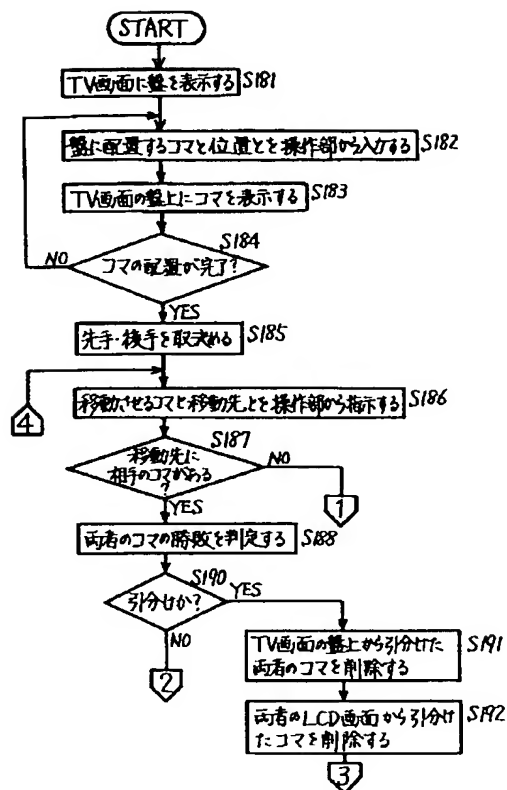 START
TV画面に盤を表示する S181
盤に配置するコマと位置とを操作部から入力する S182
TV画面の盤上にコマを表示する S183
S184
コマの配置が完了?
NO
YES
先手・後手を取決める S185
4
移動させるコマと移動先とを操作部から指示する S186
S187
移動先に
相手のコマがある
?
NO
1
YES
両者のコマの勝敗を判定する S188
S190
引分けか?
YES
NO
2
TV画面の盤上から引分けた
両者のコマを削除する
S191
両者のLCD画面から引分け
たコマを削除する
S192
3